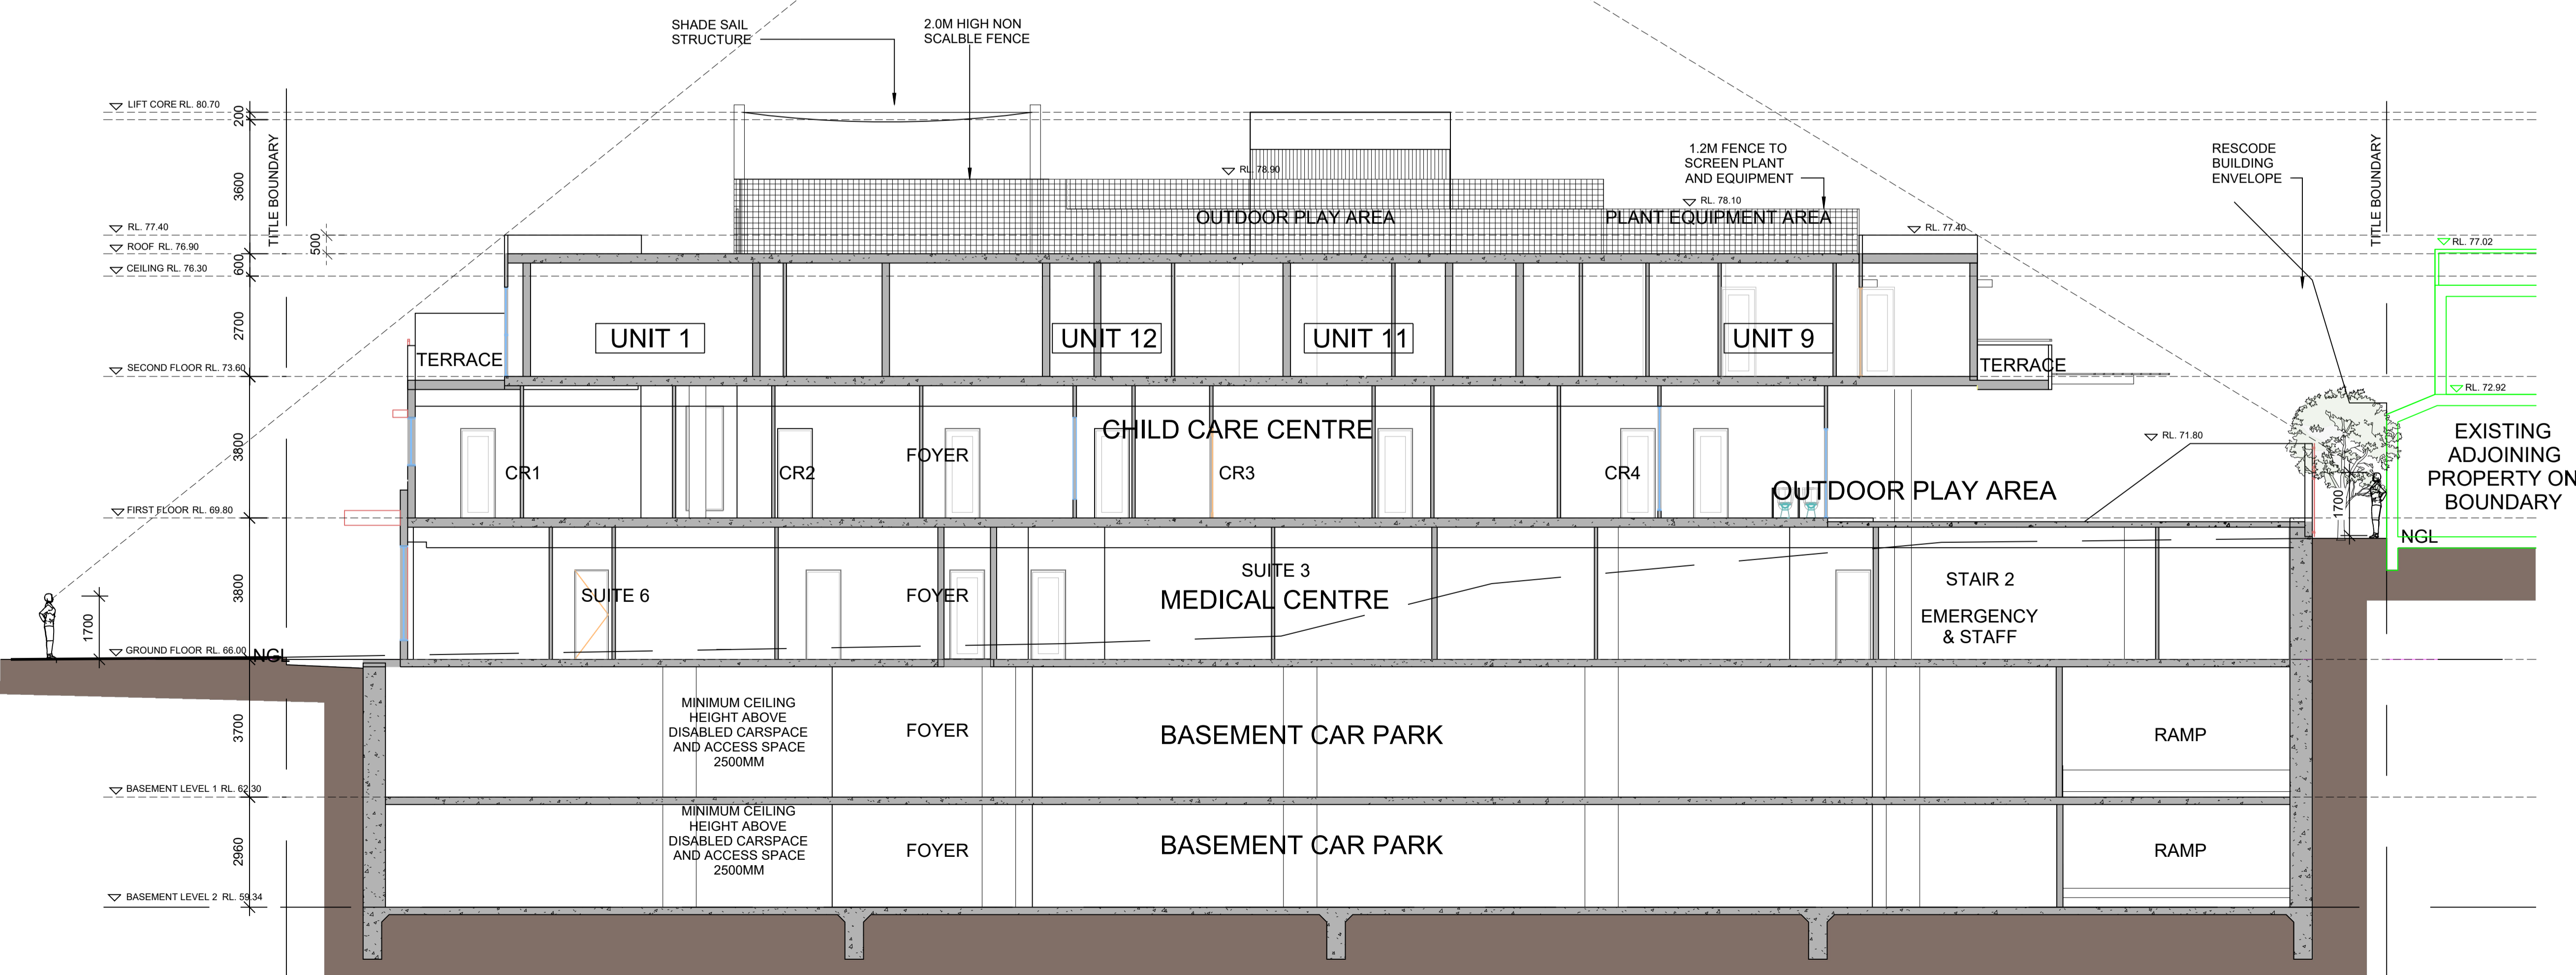 SHADE SAIL
STRUCTURE
2.0M HIGH NON
SCALBLE FENCE
LIFT CORE RL. 80.70
200
TITLE BOUNDARY
3600
RL. 78.90
1.2M FENCE TO
SCREEN PLANT
AND EQUIPMENT
RL. 78.10
RESCODE
BUILDING
ENVELOPE
TITLE BOUNDARY
OUTDOOR PLAY AREA
PLANT EQUIPMENT AREA
RL. 77.40
RL. 77.40
ROOF RL. 76.90
500
RL. 77.02
600
CEILING RL. 76.30
2700
UNIT 1
UNIT 12
UNIT 11
UNIT 9
TERRACE
TERRACE
SECOND FLOOR RL. 73.60
RL. 72.92
3800
CHILD CARE CENTRE
FOYER
CR1
CR2
CR3
CR4
OUTDOOR PLAY AREA
RL. 71.80
EXISTING
ADJOINING
PROPERTY ON
BOUNDARY
1700
FIRST FLOOR RL. 69.80
NGL
3800
SUITE 6
FOYER
SUITE 3
MEDICAL CENTRE
STAIR 2
EMERGENCY
& STAFF
1700
GROUND FLOOR RL. 66.00
NGL
3700
MINIMUM CEILING
HEIGHT ABOVE
DISABLED CARSPACE
AND ACCESS SPACE
2500MM
FOYER
BASEMENT CAR PARK
RAMP
BASEMENT LEVEL 1 RL. 62.30
2960
MINIMUM CEILING
HEIGHT ABOVE
DISABLED CARSPACE
AND ACCESS SPACE
2500MM
FOYER
BASEMENT CAR PARK
RAMP
BASEMENT LEVEL 2 RL. 59.34